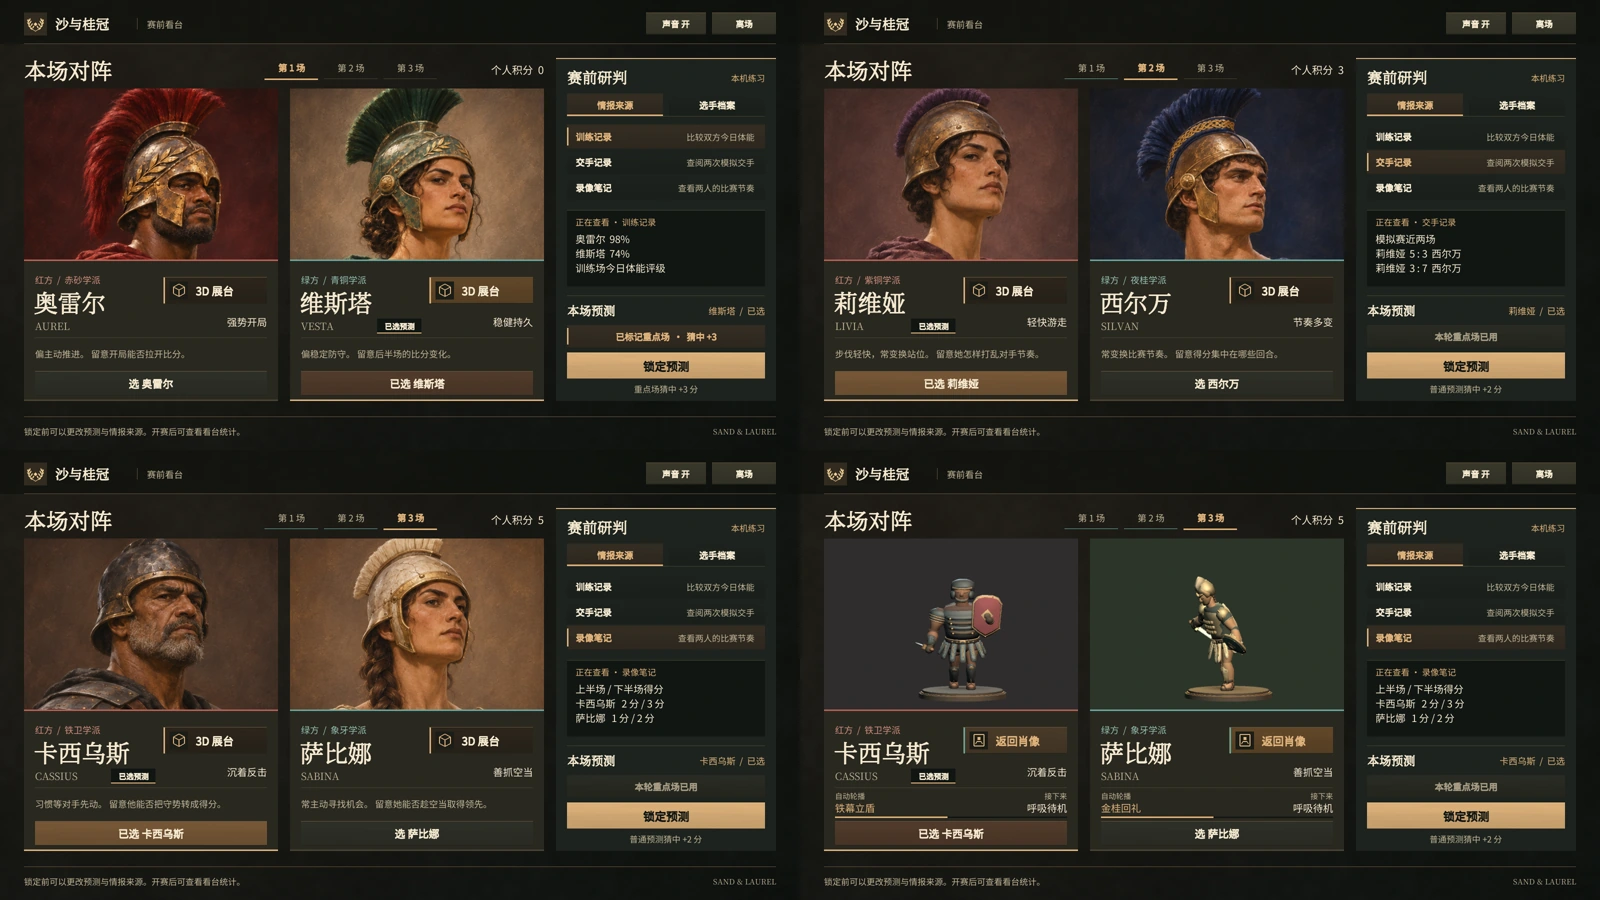 沙与桂冠
赛前看台
声音 开
离场
本场对阵
第 1 场
第 2 场
第 3 场
个人积分 0
红方 / 赤砂学派
3D 展台
奥雷尔
AUREL
强势开局
偏主动推进。 留意开局能否拉开比分。
选 奥雷尔
绿方 / 青铜学派
3D 展台
维斯塔
VESTA
已选预测
稳健持久
偏稳定防守。 留意后半场的比分变化。
已选 维斯塔
赛前研判
本机练习
情报来源
选手档案
训练记录
比较双方今日体能
交手记录
查阅两次模拟交手
录像笔记
查看两人的比赛节奏
正在查看 · 训练记录
奥雷尔 98%
维斯塔 74%
训练场今日体能评级
本场预测
维斯塔 / 已选
已标记重点场 · 猜中 +3
锁定预测
重点场猜中 +3 分
锁定前可以更改预测与情报来源。开赛后可查看看台统计。
SAND & LAUREL
沙与桂冠
赛前看台
声音 开
离场
本场对阵
第 1 场
第 2 场
第 3 场
个人积分 3
红方 / 紫铜学派
3D 展台
莉维娅
LIVIA
已选预测
轻快游走
步伐轻快，常变换站位。 留意她怎样打乱对手节奏。
已选 莉维娅
绿方 / 夜桂学派
3D 展台
西尔万
SILVAN
节奏多变
常变换比赛节奏。 留意得分集中在哪些回合。
选 西尔万
赛前研判
本机练习
情报来源
选手档案
训练记录
比较双方今日体能
交手记录
查阅两次模拟交手
录像笔记
查看两人的比赛节奏
正在查看 · 交手记录
模拟赛近两场
莉维娅 5 : 3 西尔万
莉维娅 3 : 7 西尔万
本场预测
莉维娅 / 已选
本轮重点场已用
锁定预测
普通预测猜中 +2 分
锁定前可以更改预测与情报来源。开赛后可查看看台统计。
SAND & LAUREL
沙与桂冠
赛前看台
声音 开
离场
本场对阵
第 1 场
第 2 场
第 3 场
个人积分 5
红方 / 铁卫学派
3D 展台
卡西乌斯
CASSIUS
已选预测
沉着反击
习惯等对手先动。 留意他能否把守势转成得分。
已选 卡西乌斯
绿方 / 象牙学派
3D 展台
萨比娜
SABINA
善抓空当
常主动寻找机会。 留意她能否趁空当取得领先。
选 萨比娜
赛前研判
本机练习
情报来源
选手档案
训练记录
比较双方今日体能
交手记录
查阅两次模拟交手
录像笔记
查看两人的比赛节奏
正在查看 · 录像笔记
上半场 / 下半场得分
卡西乌斯 2 分 / 3 分
萨比娜 1 分 / 2 分
本场预测
卡西乌斯 / 已选
本轮重点场已用
锁定预测
普通预测猜中 +2 分
锁定前可以更改预测与情报来源。开赛后可查看看台统计。
SAND & LAUREL
沙与桂冠
赛前看台
声音 开
离场
本场对阵
第 1 场
第 2 场
第 3 场
个人积分 5
红方 / 铁卫学派
返回肖像
卡西乌斯
CASSIUS
已选预测
沉着反击
自动轮播
接下来
铁幕立盾
呼吸待机
已选 卡西乌斯
绿方 / 象牙学派
返回肖像
萨比娜
SABINA
善抓空当
自动轮播
接下来
金桂回礼
呼吸待机
选 萨比娜
赛前研判
本机练习
情报来源
选手档案
训练记录
比较双方今日体能
交手记录
查阅两次模拟交手
录像笔记
查看两人的比赛节奏
正在查看 · 录像笔记
上半场 / 下半场得分
卡西乌斯 2 分 / 3 分
萨比娜 1 分 / 2 分
本场预测
卡西乌斯 / 已选
本轮重点场已用
锁定预测
普通预测猜中 +2 分
锁定前可以更改预测与情报来源。开赛后可查看看台统计。
SAND & LAUREL